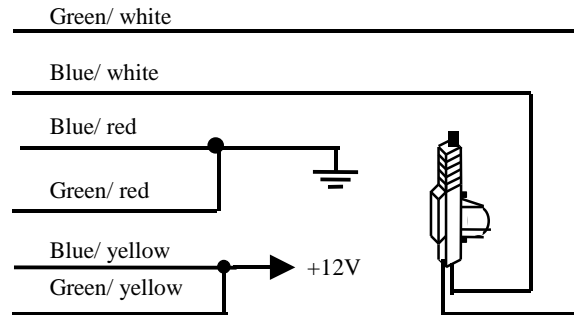 Green/ white
Blue/ white
Blue/ red
Green/ red
Blue/ yellow
+12V
Green/ yellow